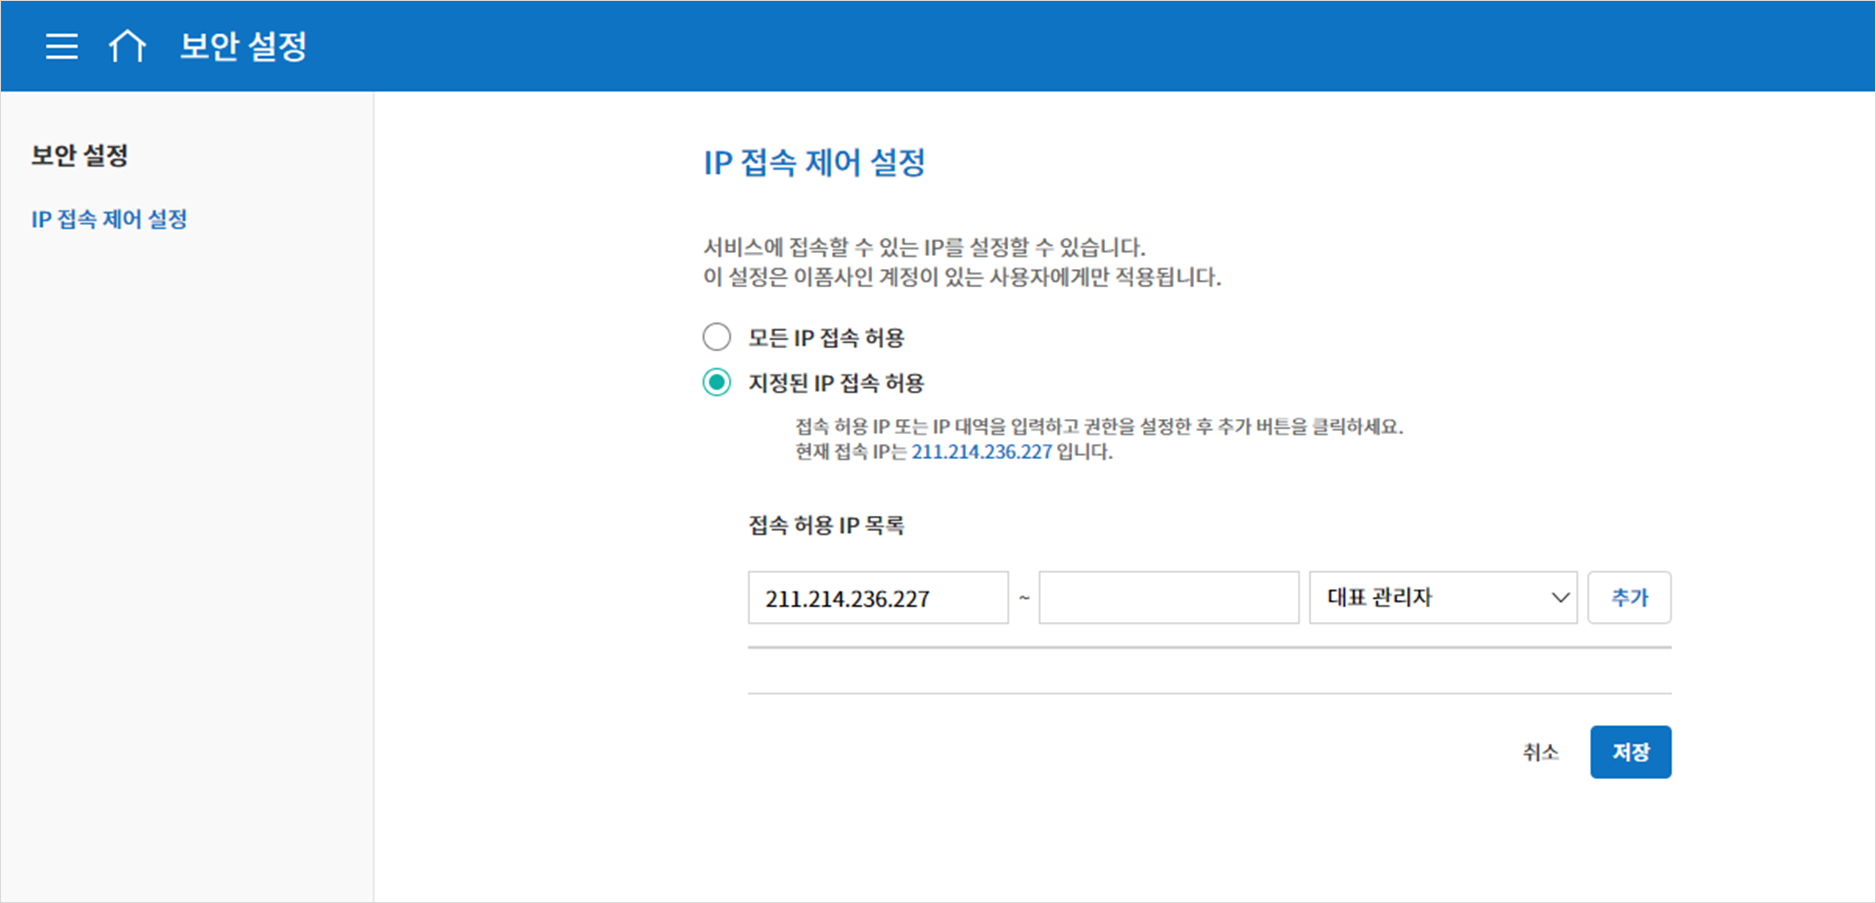 보안 설정
보안 설정
IP 접속 제어 설정
IP 접속 제어 설정
서비스에 접속할 수 있는 IP를 설정할 수 있습니다.
이 설정은 이폼사인 계정이 있는 사용자에게만 적용됩니다.
모든 IP 접속 허용
지정된 IP 접속 허용
접속 허용 IP 또는 IP 대역을 입력하고 권한을 설정한 후 추가 버튼을 클릭하세요.
현재 접속 IP는 211.214.236.227 입니다.
접속 허용 IP 목록
211.214.236.227 ~ 대표 관리자 추가
취소 저장